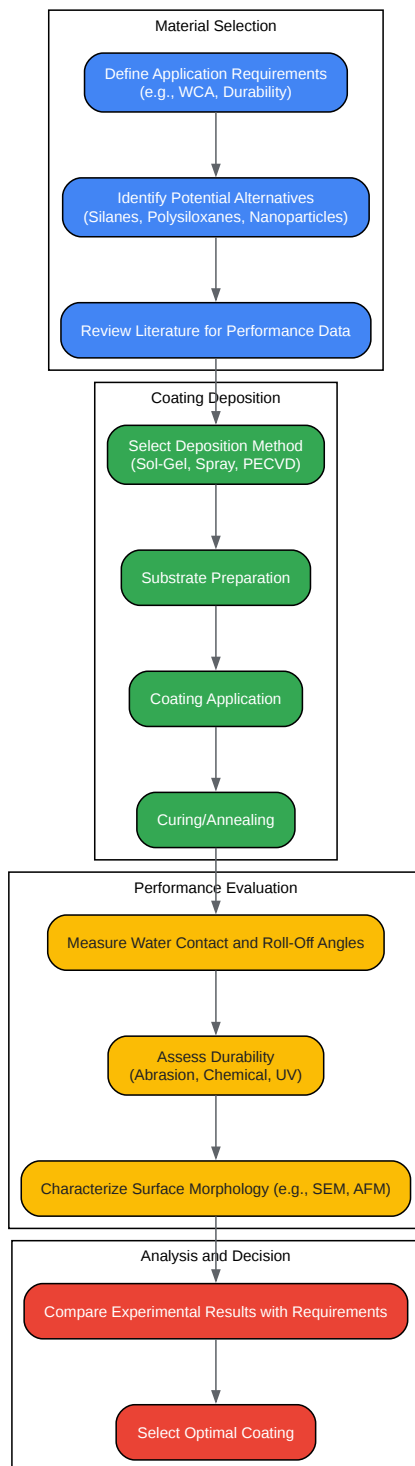 Material Selection
Define Application Requirements
(e.g., WCA, Durability)
Identify Potential Alternatives
(Silanes, Polysiloxanes, Nanoparticles)
Review Literature for Performance Data
Coating Deposition
Select Deposition Method
(Sol-Gel, Spray, PECVD)
Substrate Preparation
Coating Application
Curing/Annealing
Performance Evaluation
Measure Water Contact and Roll-Off Angles
Assess Durability
(Abrasion, Chemical, UV)
Characterize Surface Morphology (e.g., SEM, AFM)
Analysis and Decision
Compare Experimental Results with Requirements
Select Optimal Coating